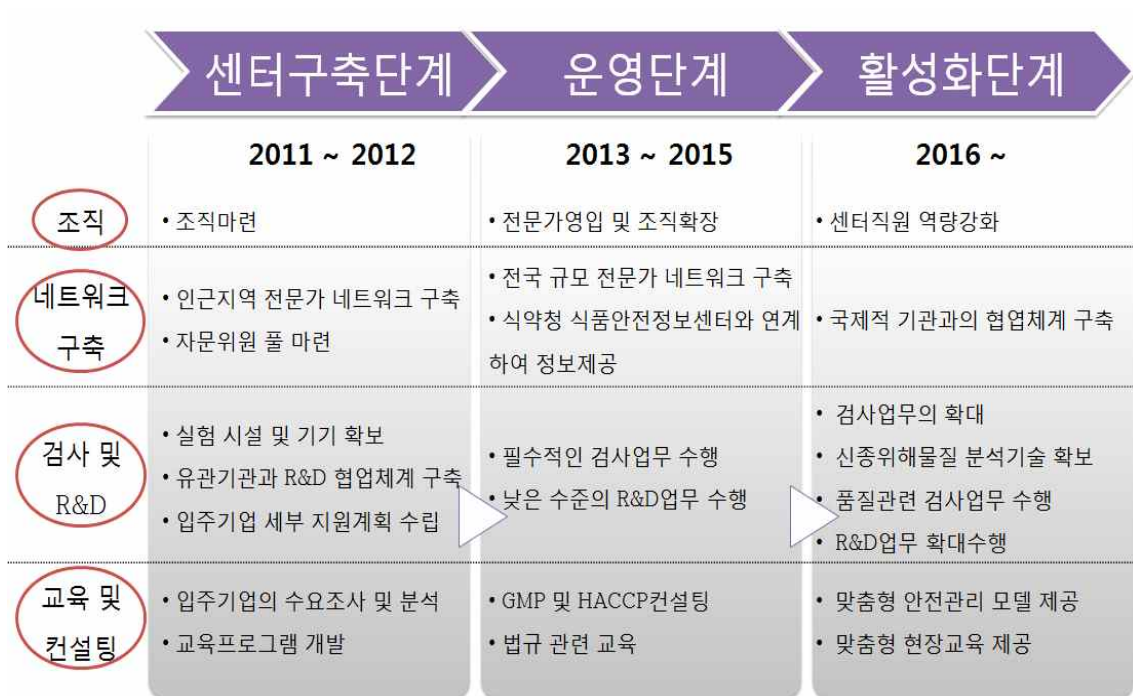 센터구축단계 운영단계 활성화단계
2011 ~ 2012 2013 ~ 2015 2016 ~
조직
• 조직마련
• 전문가영입 및 조직확장
• 센터직원 역량강화
네트워크
구축
• 인근지역 전문가 네트워크 구축
• 자문위원 풀 마련
• 전국 규모 전문가 네트워크 구축
• 식약청 식품안전정보센터와 연계
하여 정보제공
• 국제적 기관과의 협업체계 구축
검사 및
R&D
• 실험 시설 및 기기 확보
• 유관기관과 R&D 협업체계 구축
• 입주기업 세부 지원계획 수립
• 필수적인 검사업무 수행
• 낮은 수준의 R&D업무 수행
• 검사업무의 확대
• 신종위해물질 분석기술 확보
• 품질관련 검사업무 수행
• R&D업무 확대수행
교육 및
컨설팅
• 입주기업의 수요조사 및 분석
• 교육프로그램 개발
• GMP 및 HACCP컨설팅
• 법규 관련 교육
• 맞춤형 안전관리 모델 제공
• 맞춤형 현장교육 제공